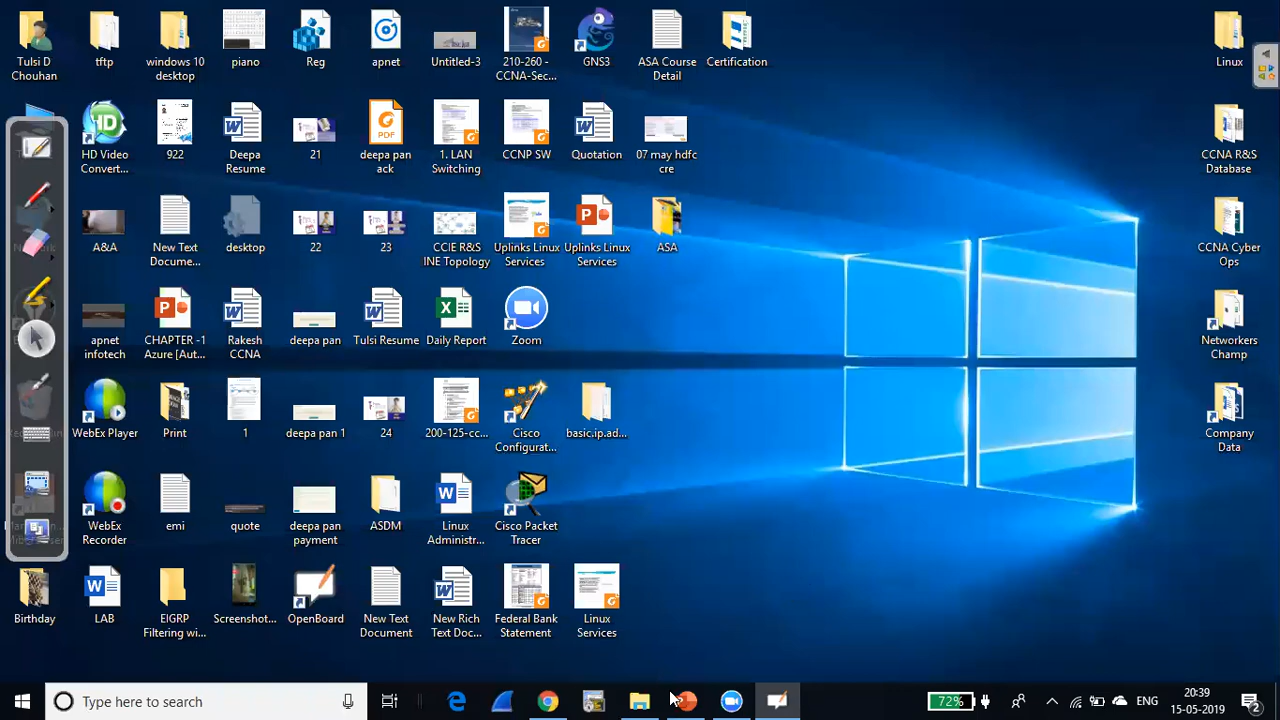 Tulsi D
Chouhan
tftp
windows 10
desktop
piano
Reg
apnet
Untitled-3
210-260 -
CCNA-Sec...
GNS3
ASA Course
Detail
Certification
Linux
HD Video
Convert...
922
Deepa
Resume
21
deepa pan
ack
1. LAN
Switching
CCNP SW
Quotation
07 may hdfc
cre
CCNA R&S
Database
A&A
New Text
Docume...
desktop
22
23
CCIE R&S
INE Topology
Uplinks Linux
Services
Uplinks Linux
Services
ASA
CCNA Cyber
Ops
apnet
infotech
CHAPTER -1
Azure [Aut...
Rakesh
CCNA
deepa pan
Tulsi Resume
Daily Report
Zoom
Networkers
Champ
WebEx Player
Print
1
deepa pan 1
24
200-125-cc...
Cisco
Configurat...
basic.ip.ad...
Company
Data
WebEx
Recorder
emi
quote
deepa pan
payment
ASDM
Linux
Administr...
Cisco Packet
Tracer
Birthday
LAB
EIGRP
Filtering wi...
Screenshot...
OpenBoard
New Text
Document
New Rich
Text Doc...
Federal Bank
Statement
Linux
Services
Type here to search
72%
ENG
20:39
15-05-2019
2